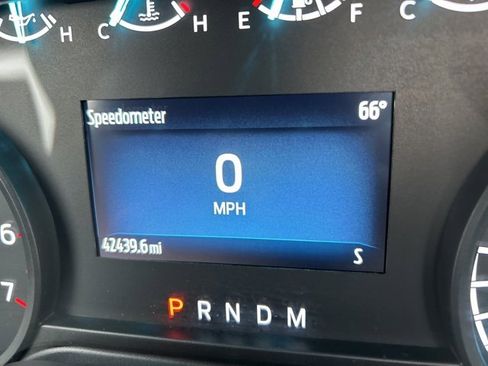 H C H E F C
Speedometer 66°
0
MPH
42439.6 mi S
6
7
P R N D M